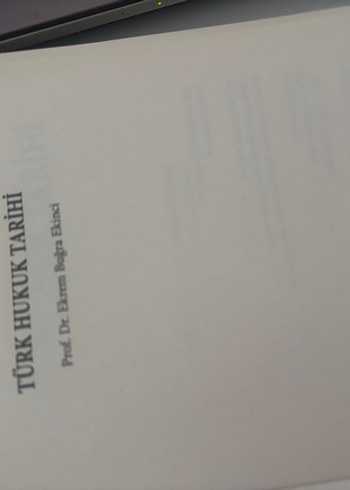 TÜRK HUKUK TARİHİ
Prof. Dr. Ekrem Buğra Ekinci